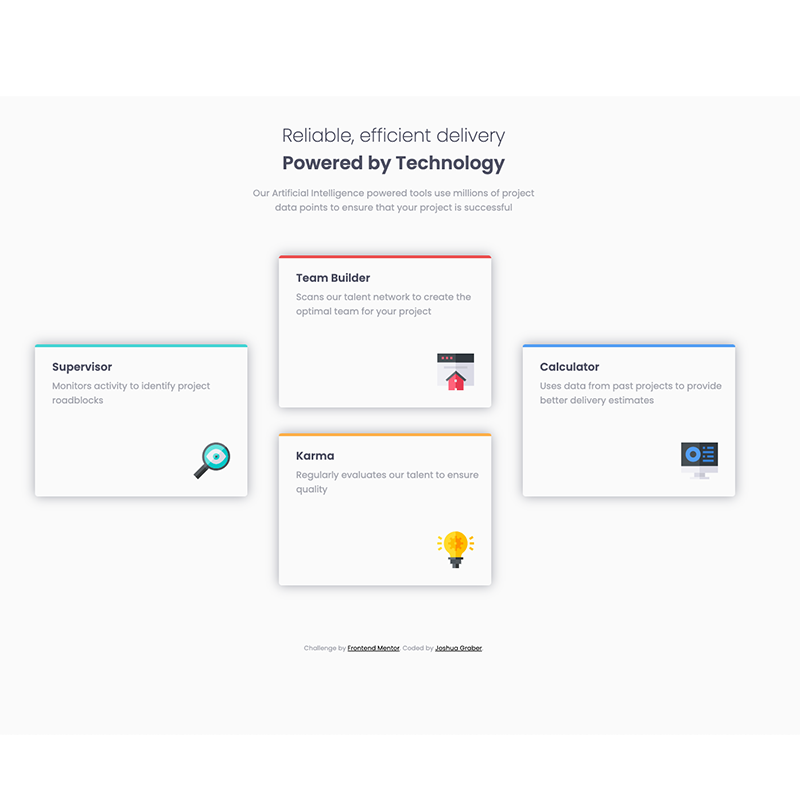 Reliable, efficient delivery
Powered by Technology
Our Artificial Intelligence powered tools use millions of project
data points to ensure that your project is successful
Team Builder
Scans our talent network to create the
optimal team for your project
Supervisor
Monitors activity to identify project
roadblocks
Calculator
Uses data from past projects to provide
better delivery estimates
Karma
Regularly evaluates our talent to ensure
quality
Challenge by Frontend Mentor. Coded by Joshua Graber.